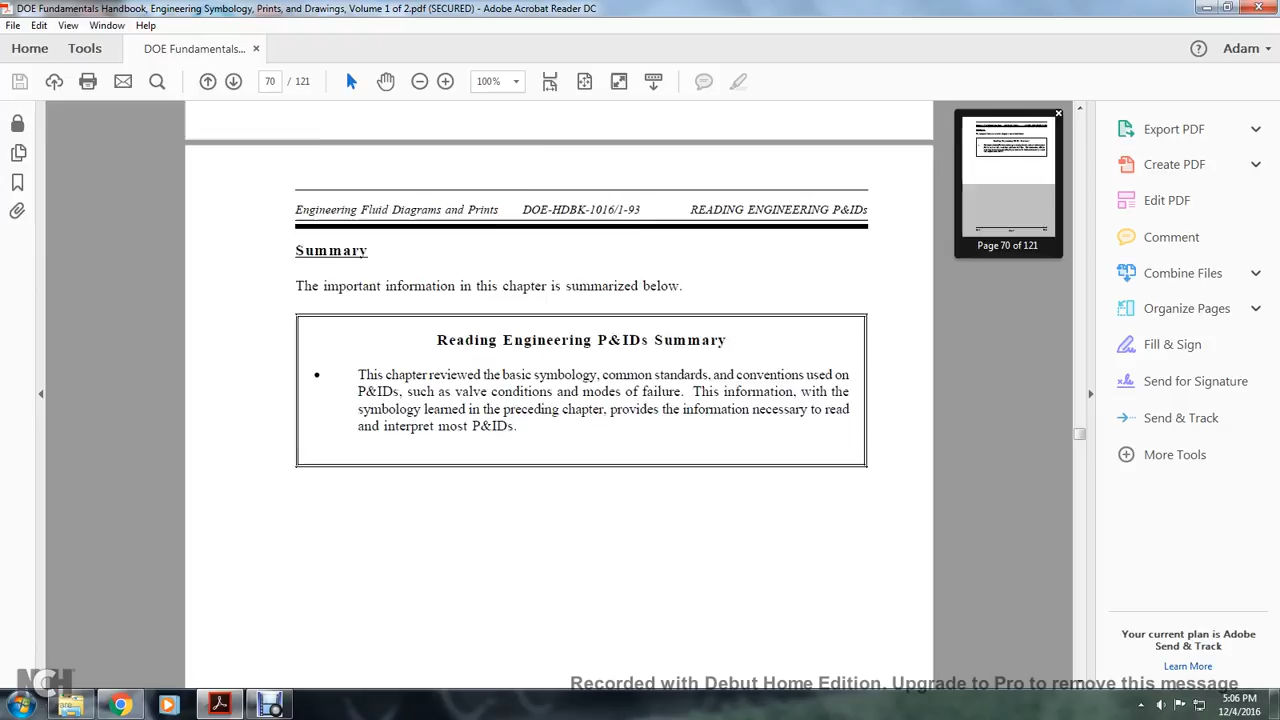 DOE Fundamentals Handbook, Engineering Symbology, Prints, and Drawings, Volume 1 of 2.pdf (SECURED) - Adobe Acrobat Reader DC
File Edit View Window Help
Home Tools DOE Fundamentals... × Adam
70 / 121 100%
Engineering Fluid Diagrams and Prints DOE-HDBK-1016/1-93 READING ENGINEERING P&IDs
Summary
The important information in this chapter is summarized below.
Reading Engineering P&IDs Summary
• This chapter reviewed the basic symbology, common standards, and conventions used on
P&IDs, such as valve conditions and modes of failure. This information, with the
symbology learned in the preceding chapter, provides the information necessary to read
and interpret most P&IDs.
Page 70 of 121
Export PDF
Create PDF
Edit PDF
Comment
Combine Files
Organize Pages
Fill & Sign
Send for Signature
Send & Track
More Tools
Your current plan is Adobe
Send & Track
Learn More
NCH
Recorded with Debut Home Edition. Upgrade to Pro to remove this message
5:06 PM
12/4/2016